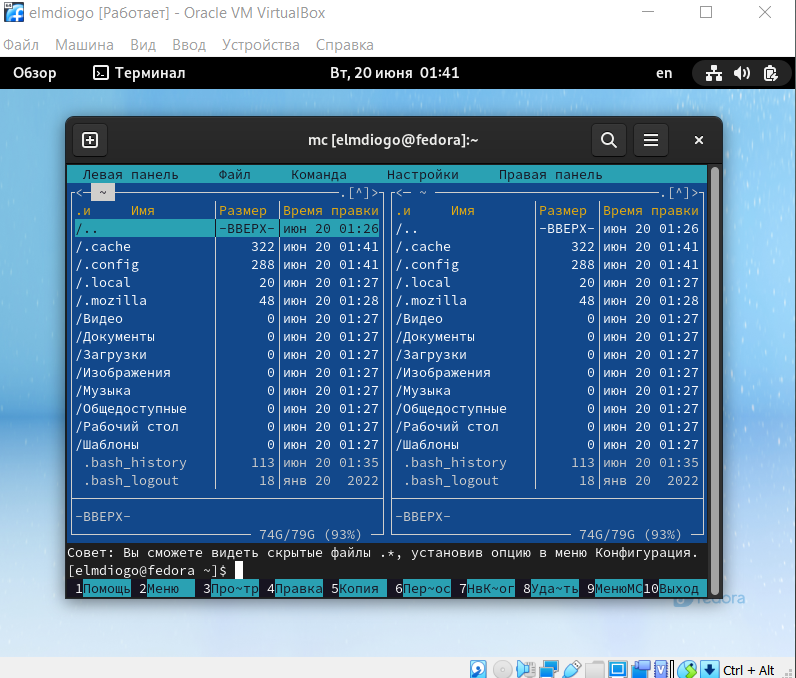 elmdiogo [Работает] - Oracle VM VirtualBox
Файл Машина Вид Ввод Устройства Справка
Обзор Терминал Вт, 20 июня 01:41 en
mc [elmdiogo@fedora]:~
Левая панель Файл Команда Настройки Правая панель
<— ~ .[^]> <— ~ .[^]>
.и Имя Размер Время правки .и Имя Размер Время правки
/.. -ВВЕРХ- июн 20 01:26 /.. -ВВЕРХ- июн 20 01:26
/.cache 322 июн 20 01:41 /.cache 322 июн 20 01:41
/.config 288 июн 20 01:41 /.config 288 июн 20 01:41
/.local 20 июн 20 01:27 /.local 20 июн 20 01:27
/.mozilla 48 июн 20 01:28 /.mozilla 48 июн 20 01:28
/Видео 0 июн 20 01:27 /Видео 0 июн 20 01:27
/Документы 0 июн 20 01:27 /Документы 0 июн 20 01:27
/Загрузки 0 июн 20 01:27 /Загрузки 0 июн 20 01:27
/Изображения 0 июн 20 01:27 /Изображения 0 июн 20 01:27
/Музыка 0 июн 20 01:27 /Музыка 0 июн 20 01:27
/Общедоступные 0 июн 20 01:27 /Общедоступные 0 июн 20 01:27
/Рабочий стол 0 июн 20 01:27 /Рабочий стол 0 июн 20 01:27
/Шаблоны 0 июн 20 01:27 /Шаблоны 0 июн 20 01:27
.bash_history 113 июн 20 01:35 .bash_history 113 июн 20 01:35
.bash_logout 18 янв 20 2022 .bash_logout 18 янв 20 2022
-ВВЕРХ- -ВВЕРХ-
74G/79G (93%) 74G/79G (93%)
Совет: Вы сможете видеть скрытые файлы .*, установив опцию в меню Конфигурация.
[elmdiogo@fedora ~]$
1Помощь 2Меню 3Про~тр 4Правка 5Копия 6Пер~ос 7НвК~ог 8Уда~ть 9МенюМС 10Выход
fedora
Ctrl + Alt